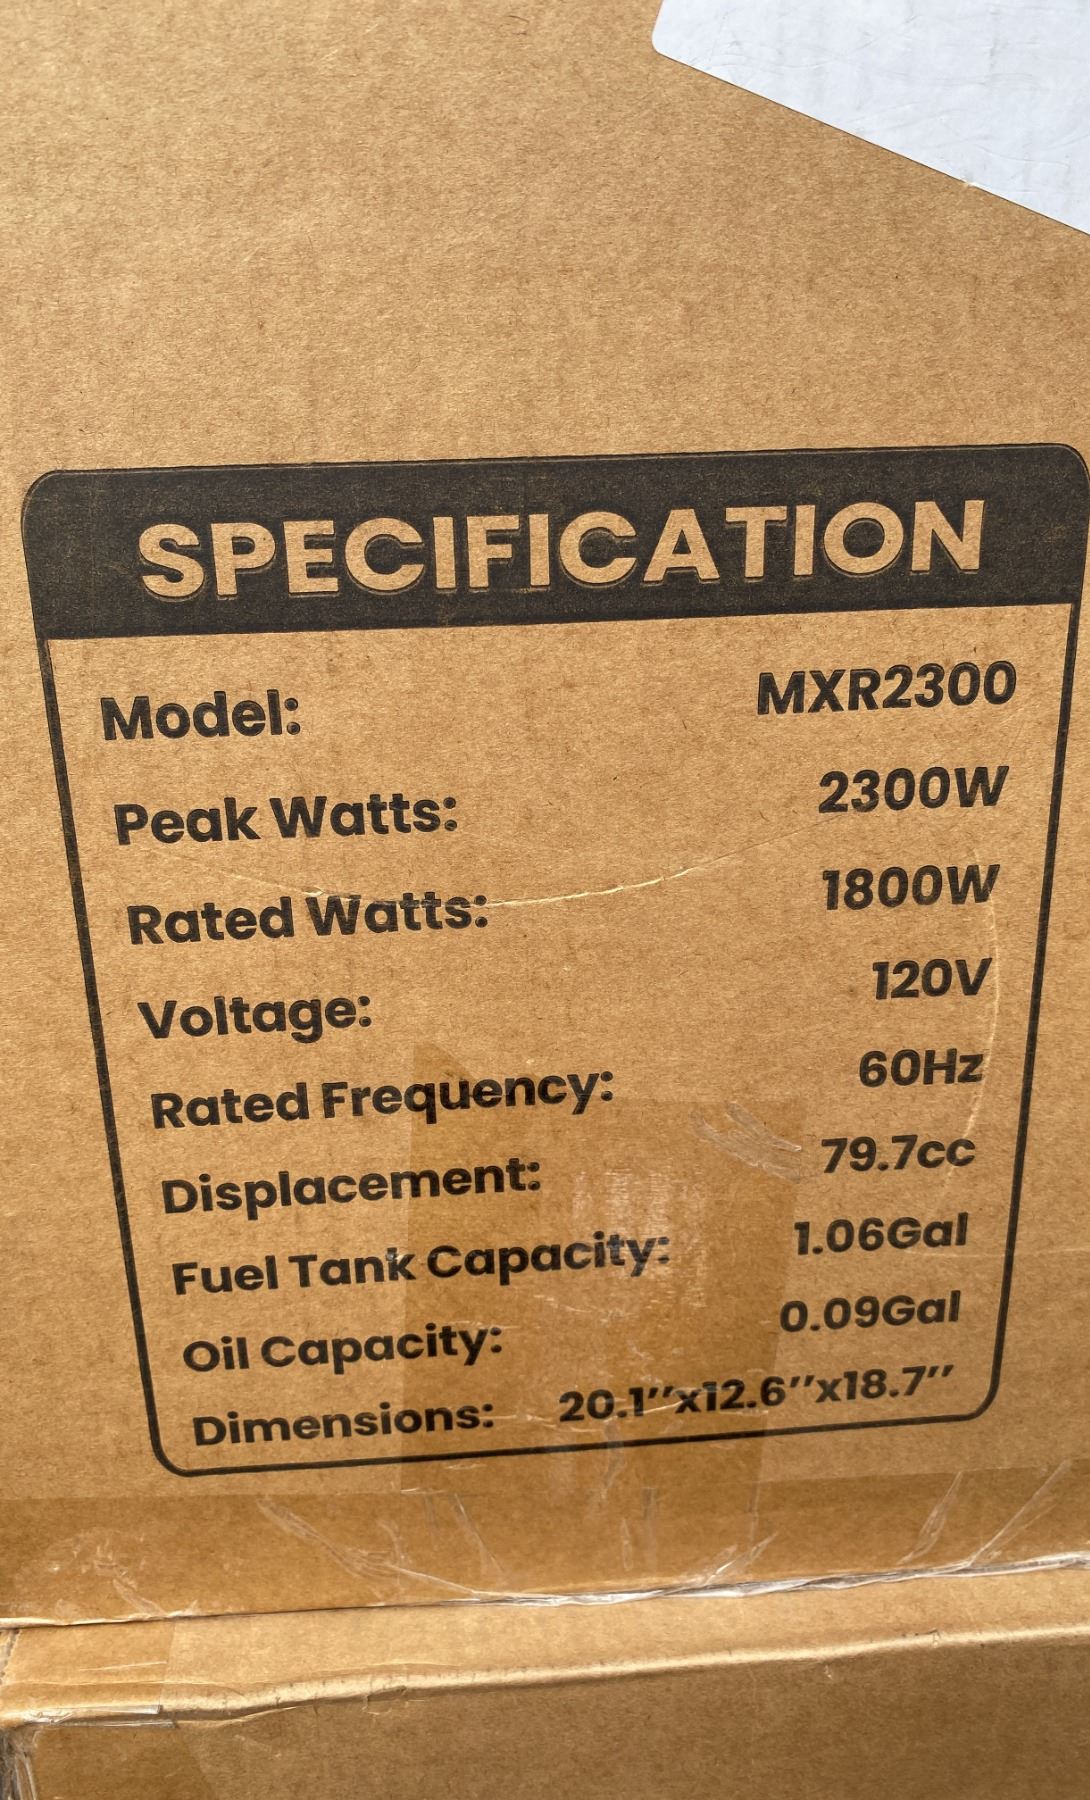 SPECIFICATION
Model: MXR2300
Peak Watts: 2300W
Rated Watts: 1800W
Voltage: 120V
Rated Frequency: 60Hz
Displacement: 79.7cc
Fuel Tank Capacity: 1.06Gal
Oil Capacity: 0.09Gal
Dimensions: 20.1’’x12.6’’x18.7’’